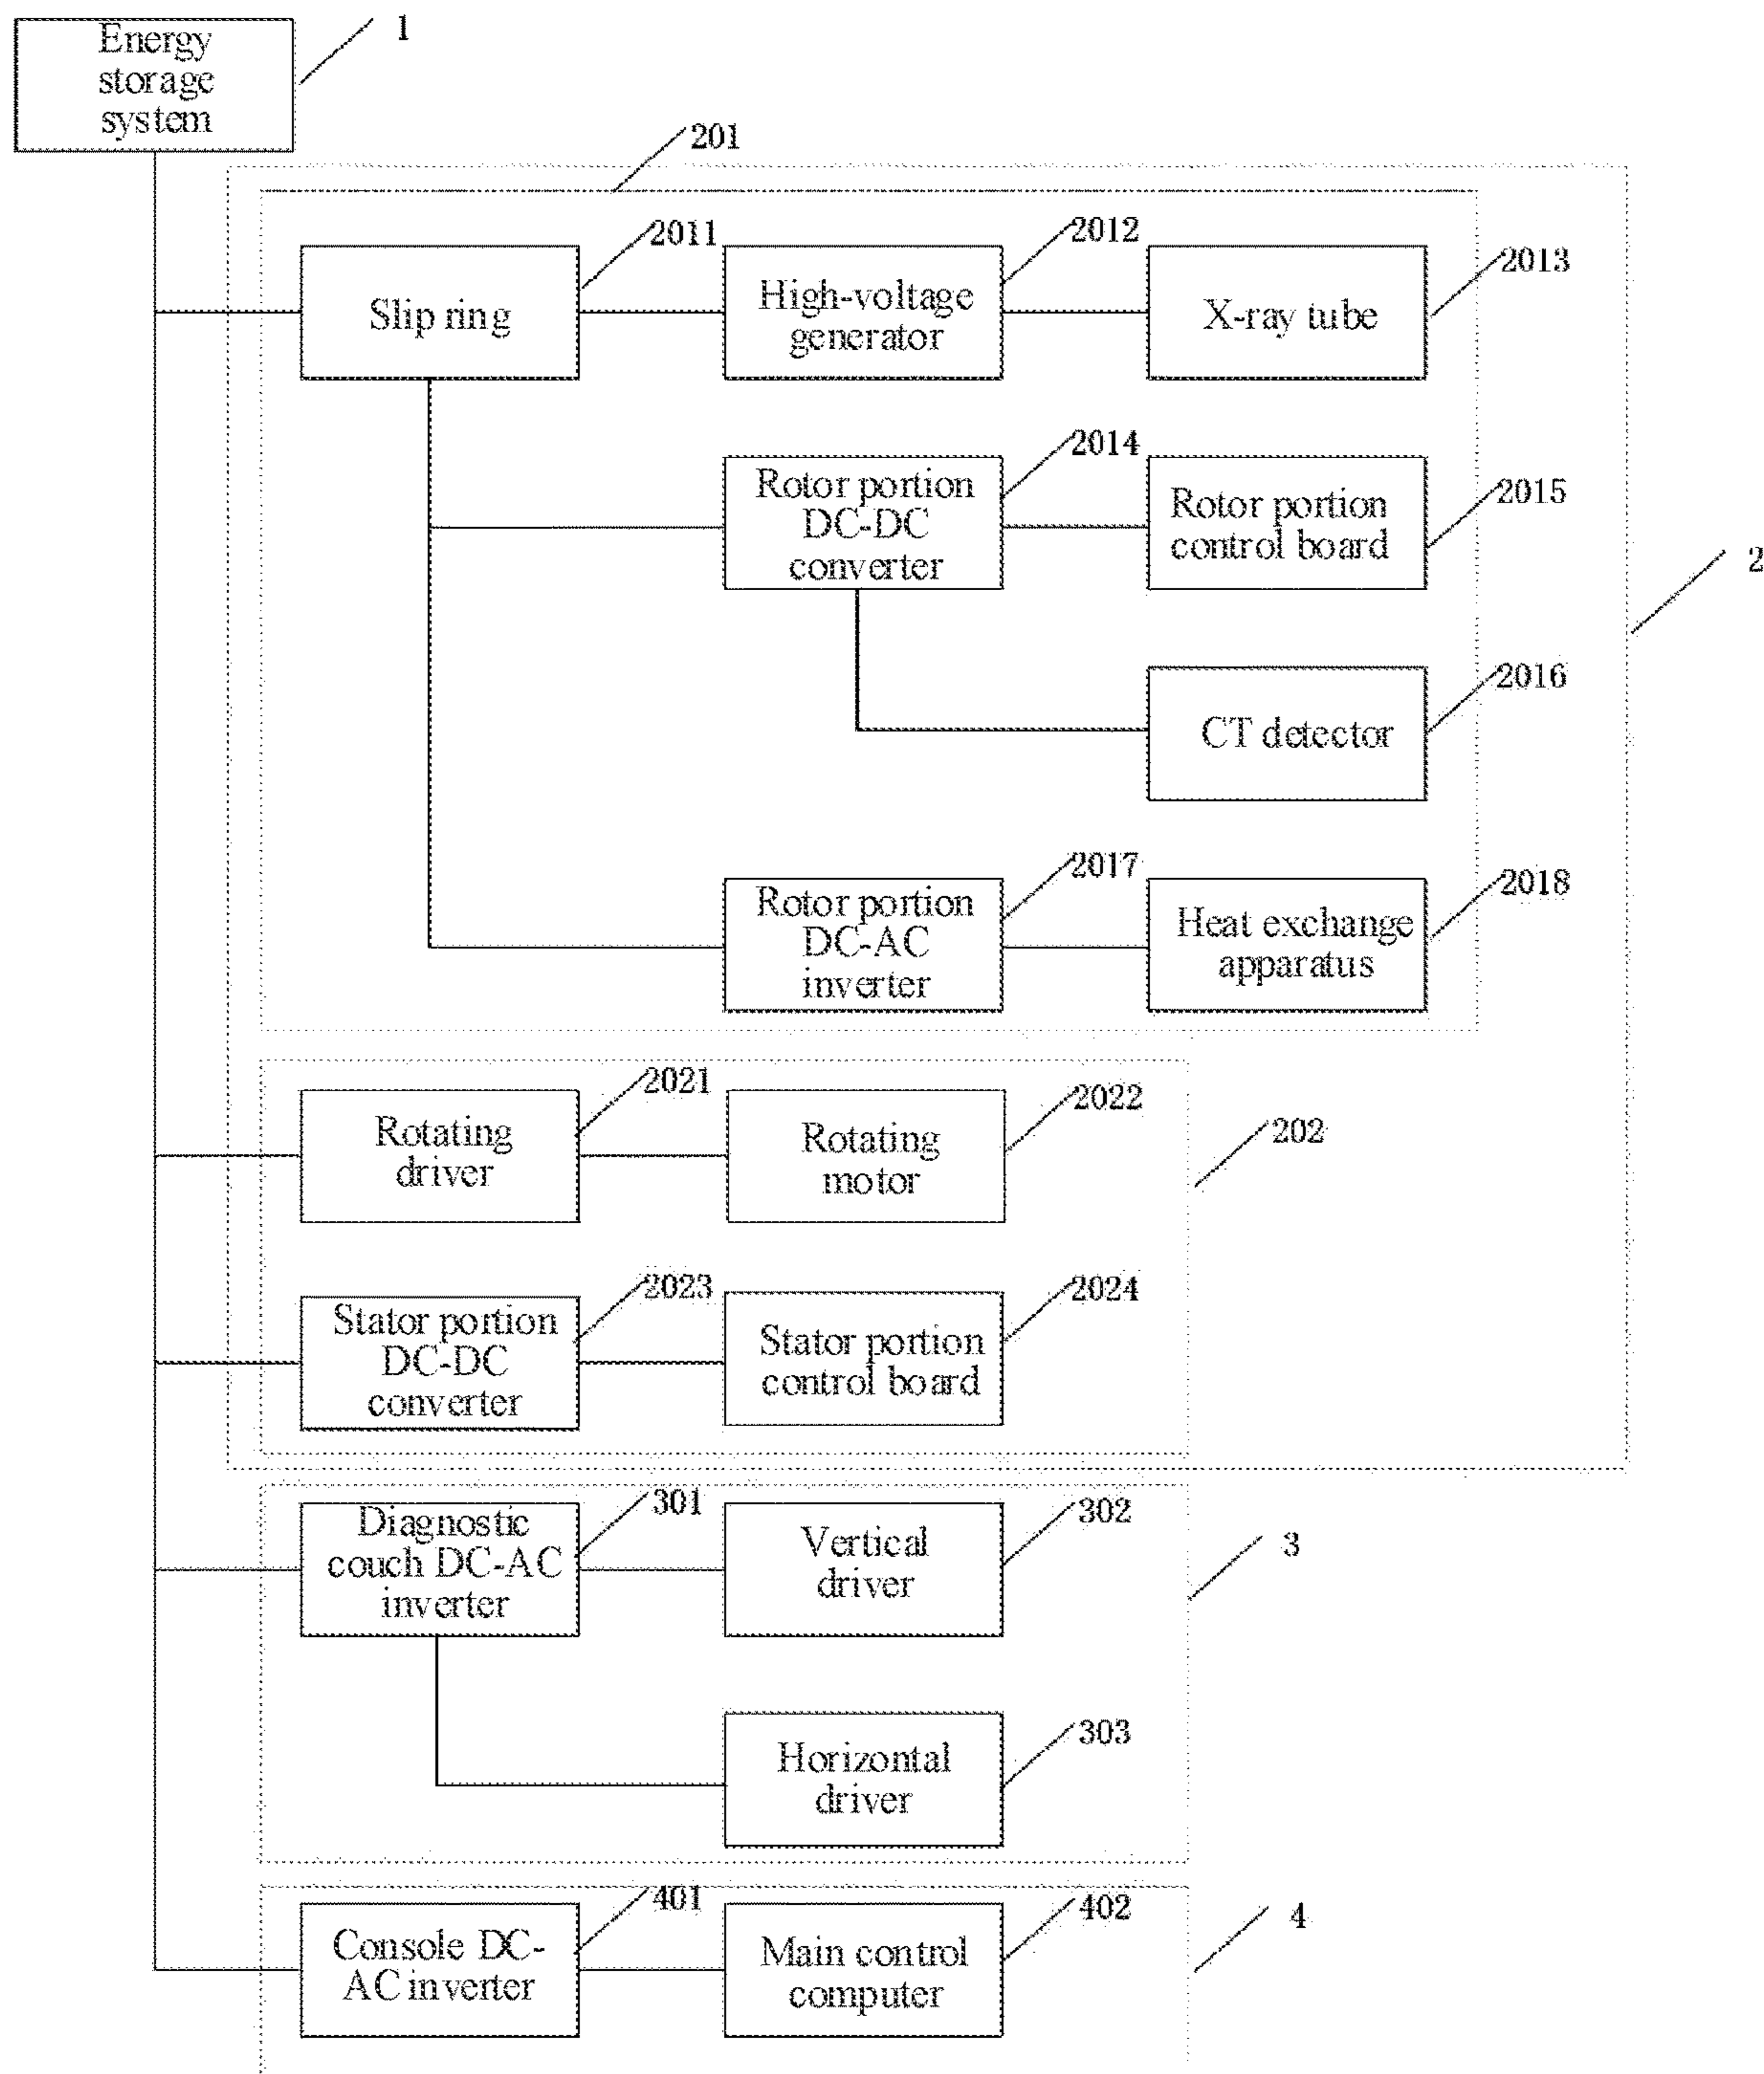 Energy
storage
system
1
201
2011
2012
2013
Slip ring
High-voltage
generator
X-ray tube
2014
2015
Rotor portion
DC-DC
converter
Rotor portion
control board
2
2016
CT detector
2017
2018
Rotor portion
DC-AC
inverter
Heat exchange
apparatus
2021
2022
202
Rotating
driver
Rotating
motor
2023
2024
Stator portion
DC-DC
converter
Stator portion
control board
301
302
3
Diagnostic
couch DC-AC
inverter
Vertical
driver
303
Horizontal
driver
401
402
4
Console DC-
AC inverter
Main control
computer